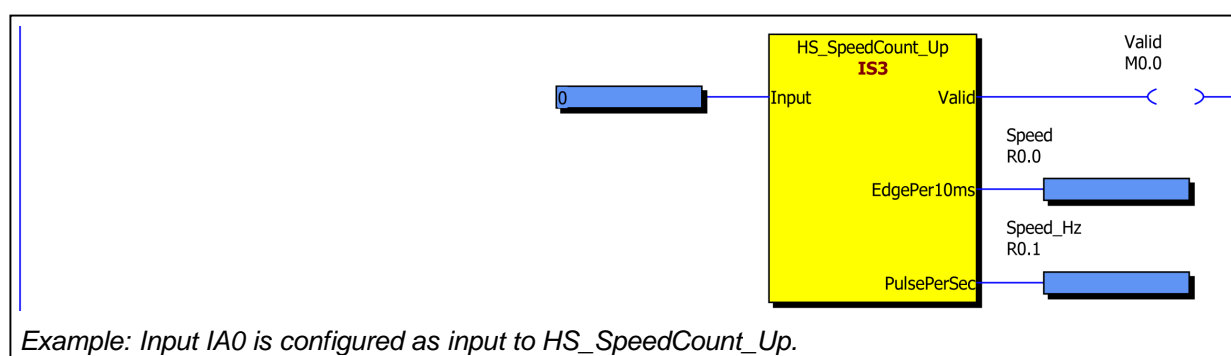 HS_SpeedCount_Up
IS3
Valid
M0.0
0
Input
Valid
Speed
R0.0
EdgePer10ms
Speed_Hz
R0.1
PulsePerSec
Example: Input IA0 is configured as input to HS_SpeedCount_Up.